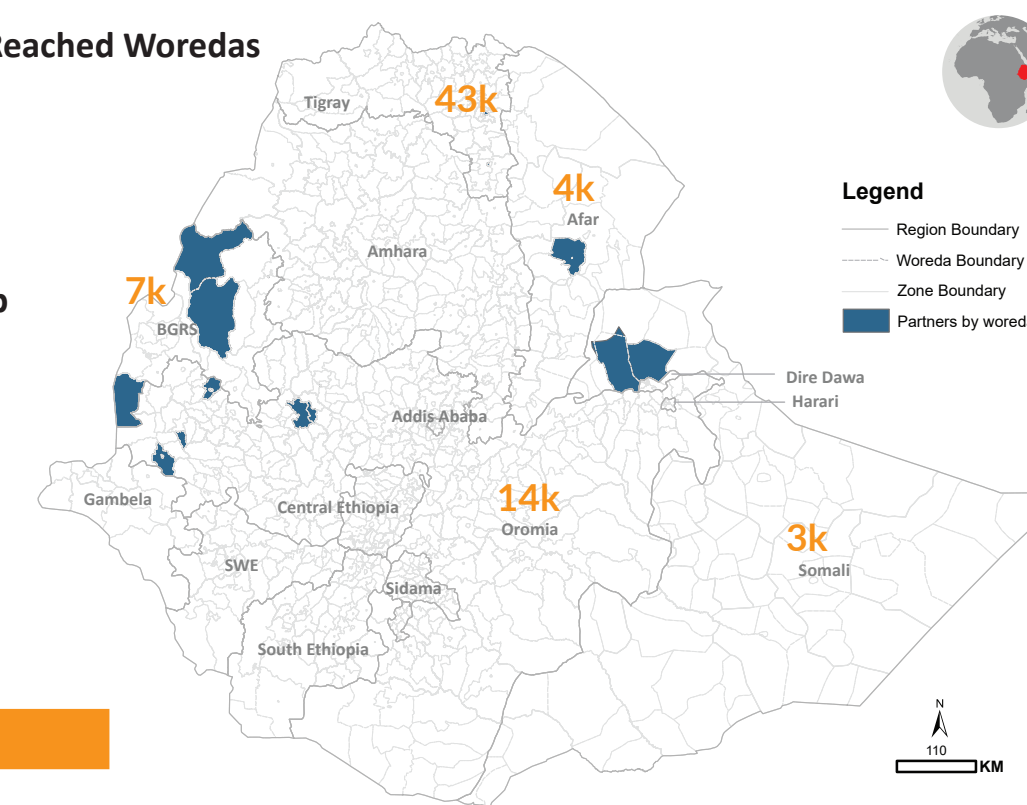 Reached Woredas
Tigray
43k
4k
Afar
Amhara
7k
BGRS
Legend
Region Boundary
Woreda Boundary
Zone Boundary
Partners by wored
Dire Dawa
Harari
Addis Ababa
Gambela
Central Ethiopia
14k
Oromia
3k
Somali
SWE
Sidama
South Ethiopia
N
110
KM